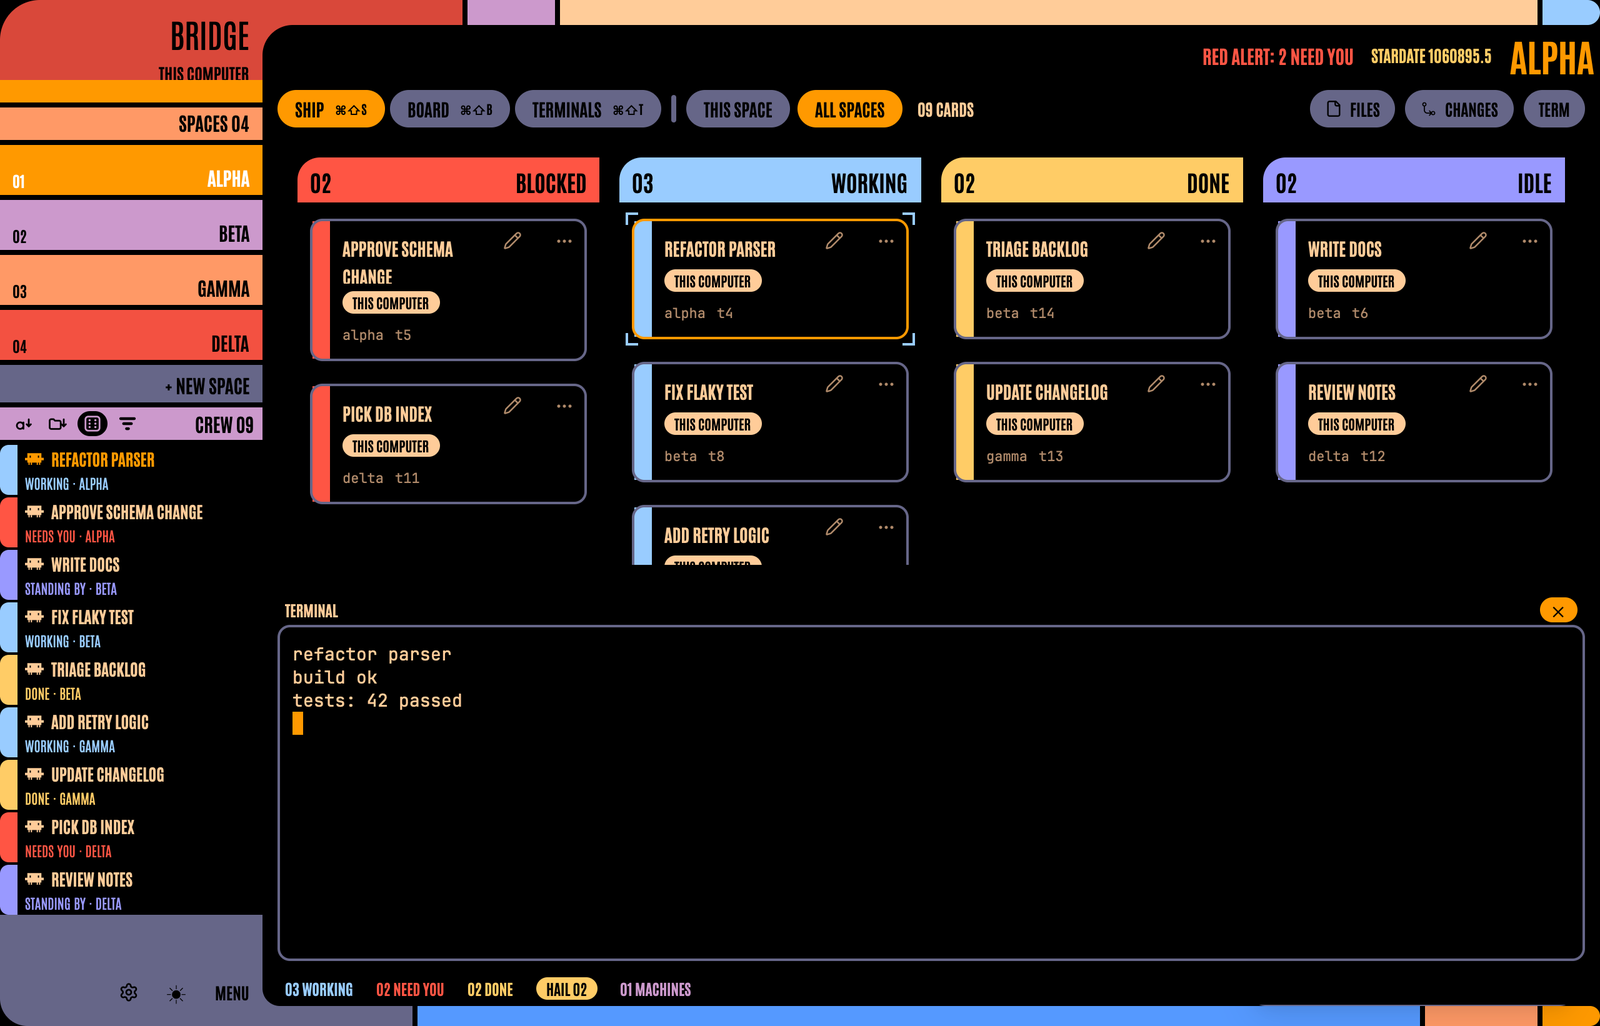 BRIDGE
THIS COMPUTER
SPACES 04
01 ALPHA
02 BETA
03 GAMMA
04 DELTA
+ NEW SPACE
CREW 09
REFACTOR PARSER
WORKING · ALPHA
APPROVE SCHEMA CHANGE
NEEDS YOU · ALPHA
WRITE DOCS
STANDING BY · BETA
FIX FLAKY TEST
WORKING · BETA
TRIAGE BACKLOG
DONE · BETA
ADD RETRY LOGIC
WORKING · GAMMA
UPDATE CHANGELOG
DONE · GAMMA
PICK DB INDEX
NEEDS YOU · DELTA
REVIEW NOTES
STANDING BY · DELTA
MENU
RED ALERT: 2 NEED YOU STARDATE 1060895.5 ALPHA
SHIP ⌘⇧S BOARD ⌘⇧B TERMINALS ⌘⇧T THIS SPACE ALL SPACES 09 CARDS FILES CHANGES TERM
02 BLOCKED
APPROVE SCHEMA
CHANGE
THIS COMPUTER
alpha t5
PICK DB INDEX
THIS COMPUTER
delta t11
03 WORKING
REFACTOR PARSER
THIS COMPUTER
alpha t4
FIX FLAKY TEST
THIS COMPUTER
beta t8
ADD RETRY LOGIC
THIS COMPUTER
02 DONE
TRIAGE BACKLOG
THIS COMPUTER
beta t14
UPDATE CHANGELOG
THIS COMPUTER
gamma t13
02 IDLE
WRITE DOCS
THIS COMPUTER
beta t6
REVIEW NOTES
THIS COMPUTER
delta t12
TERMINAL
refactor parser
build ok
tests: 42 passed
03 WORKING 02 NEED YOU 02 DONE HAIL 02 01 MACHINES